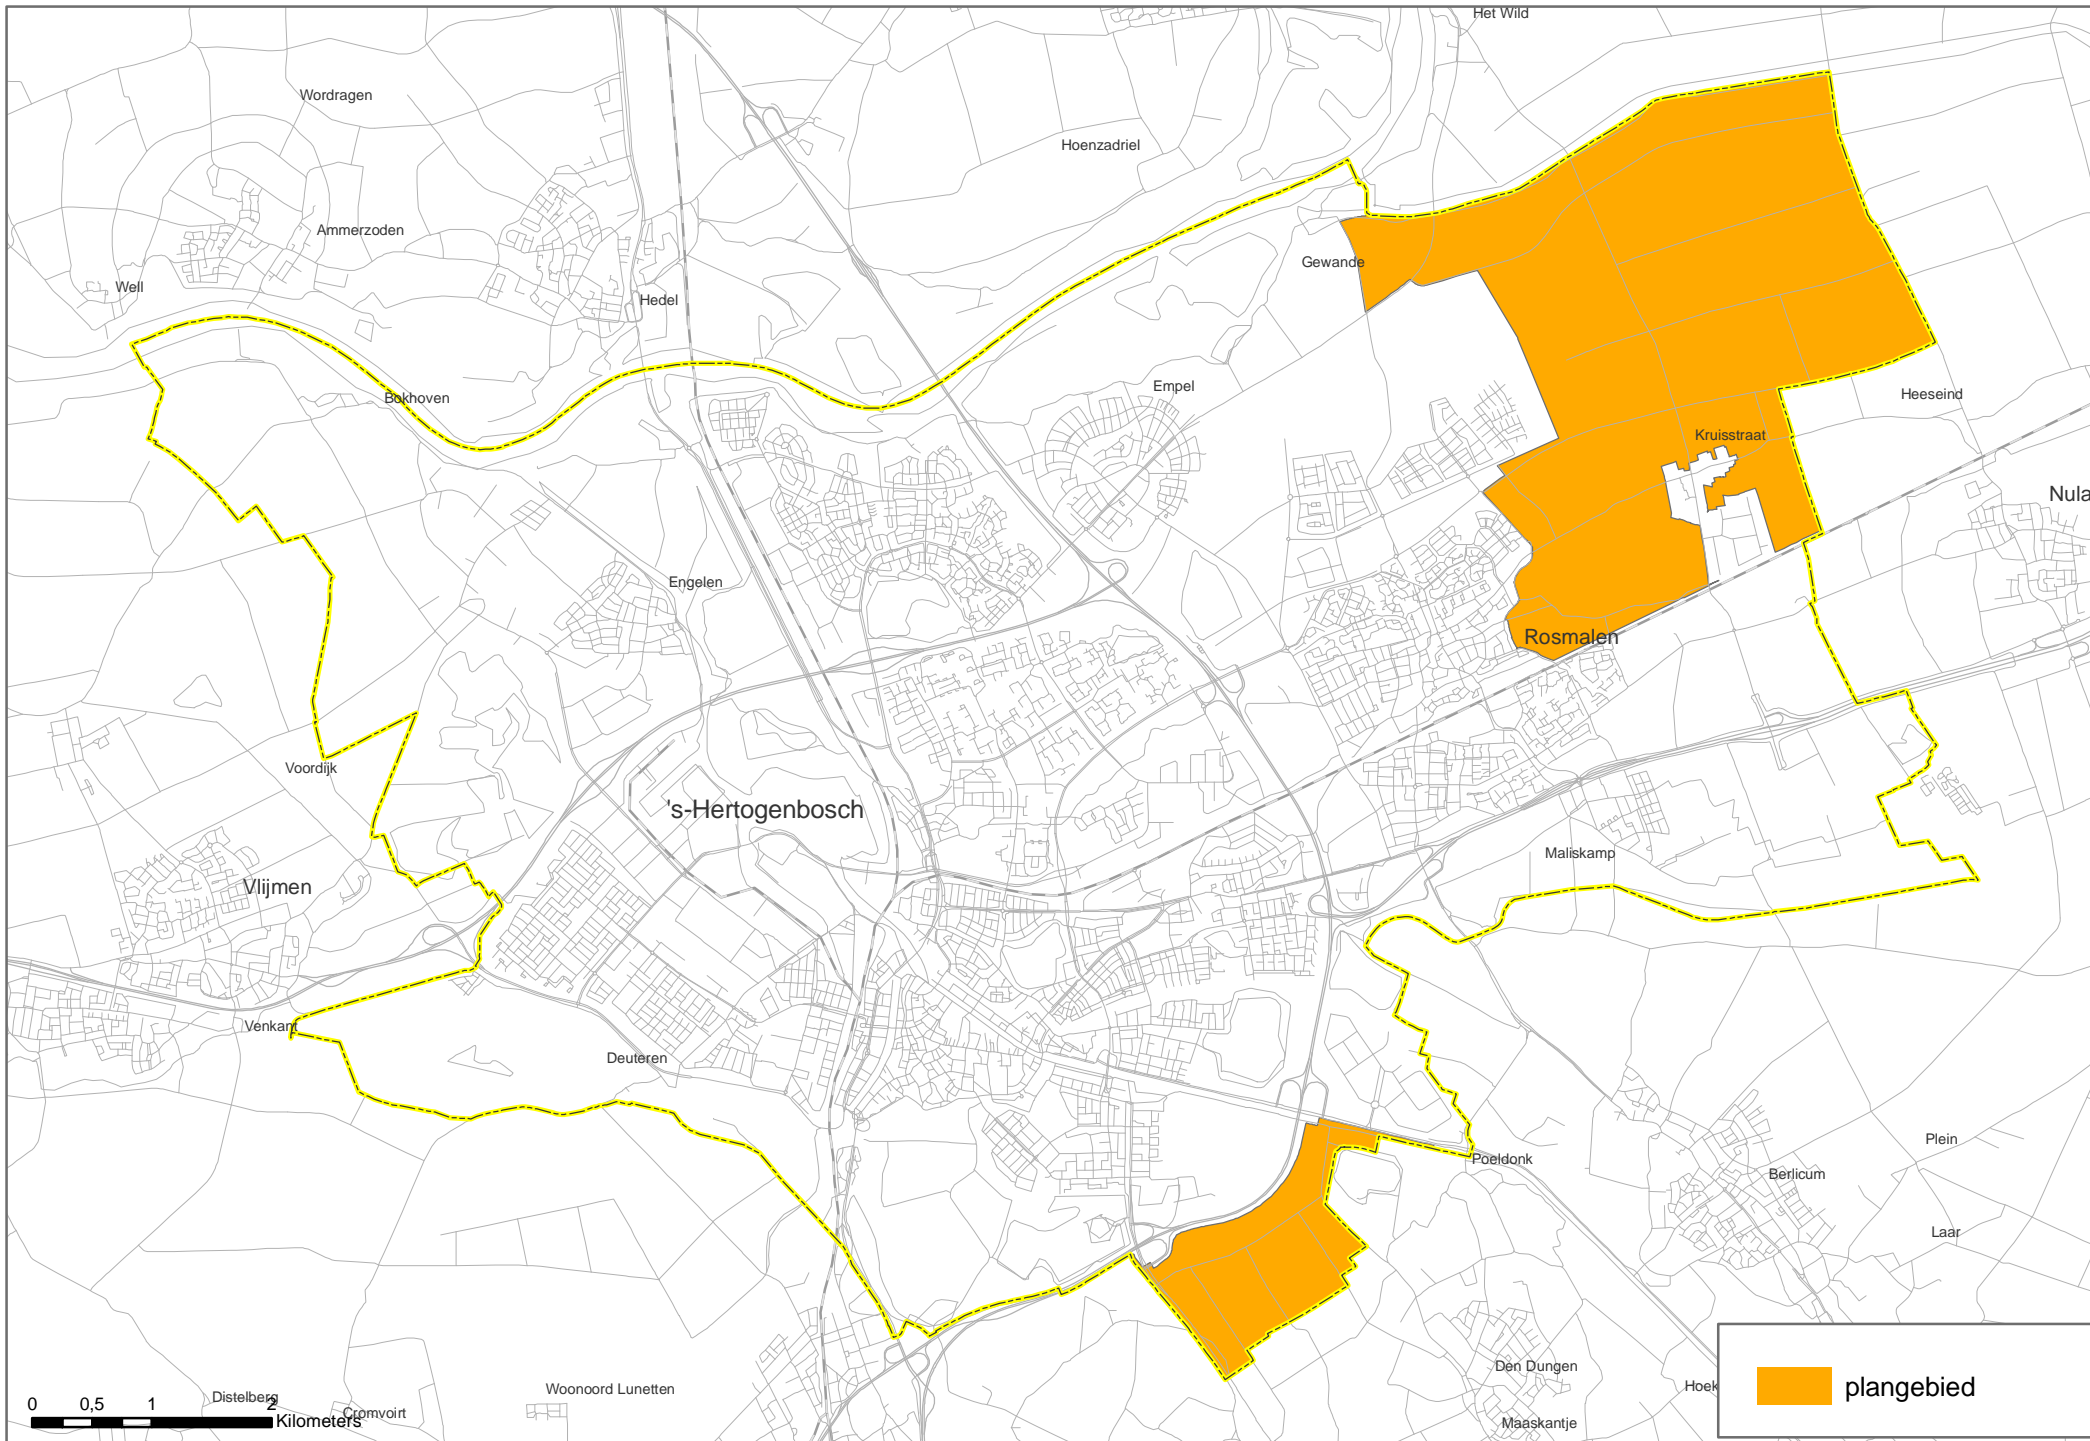 Het Wild
Wordragen
Hoenzadriel
Ammerzoden
Gewande
Well
Hedel
Empel
Bokhoven
Heeseind
Kruisstraat
Nula
Engelen
Rosmalen
Voordijk
's-Hertogenbosch
Maliskamp
Vlijmen
Venkant
Deuteren
Plein
Poeldonk
Berlicum
Laar
Den Dungen
Hoek
plangebied
Woonoord Lunetten
Distelberg
0 0,5 1 2
Cromvoirt
Kilometers
Maaskantje